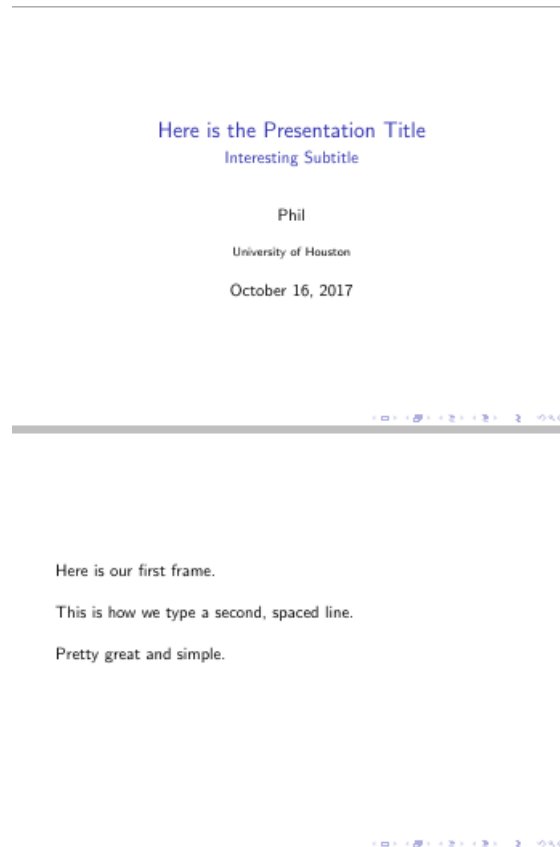 Here is the Presentation Title
Interesting Subtitle
Phil
University of Houston
October 16, 2017
Here is our first frame.
This is how we type a second, spaced line.
Pretty great and simple.